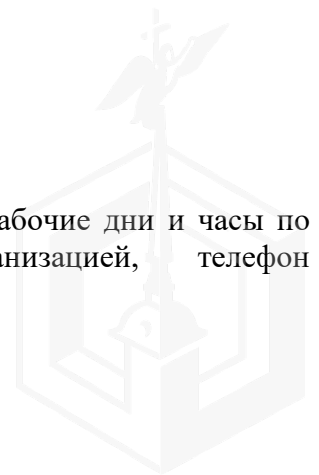 абочие дни и часы по
анизацией, телефон